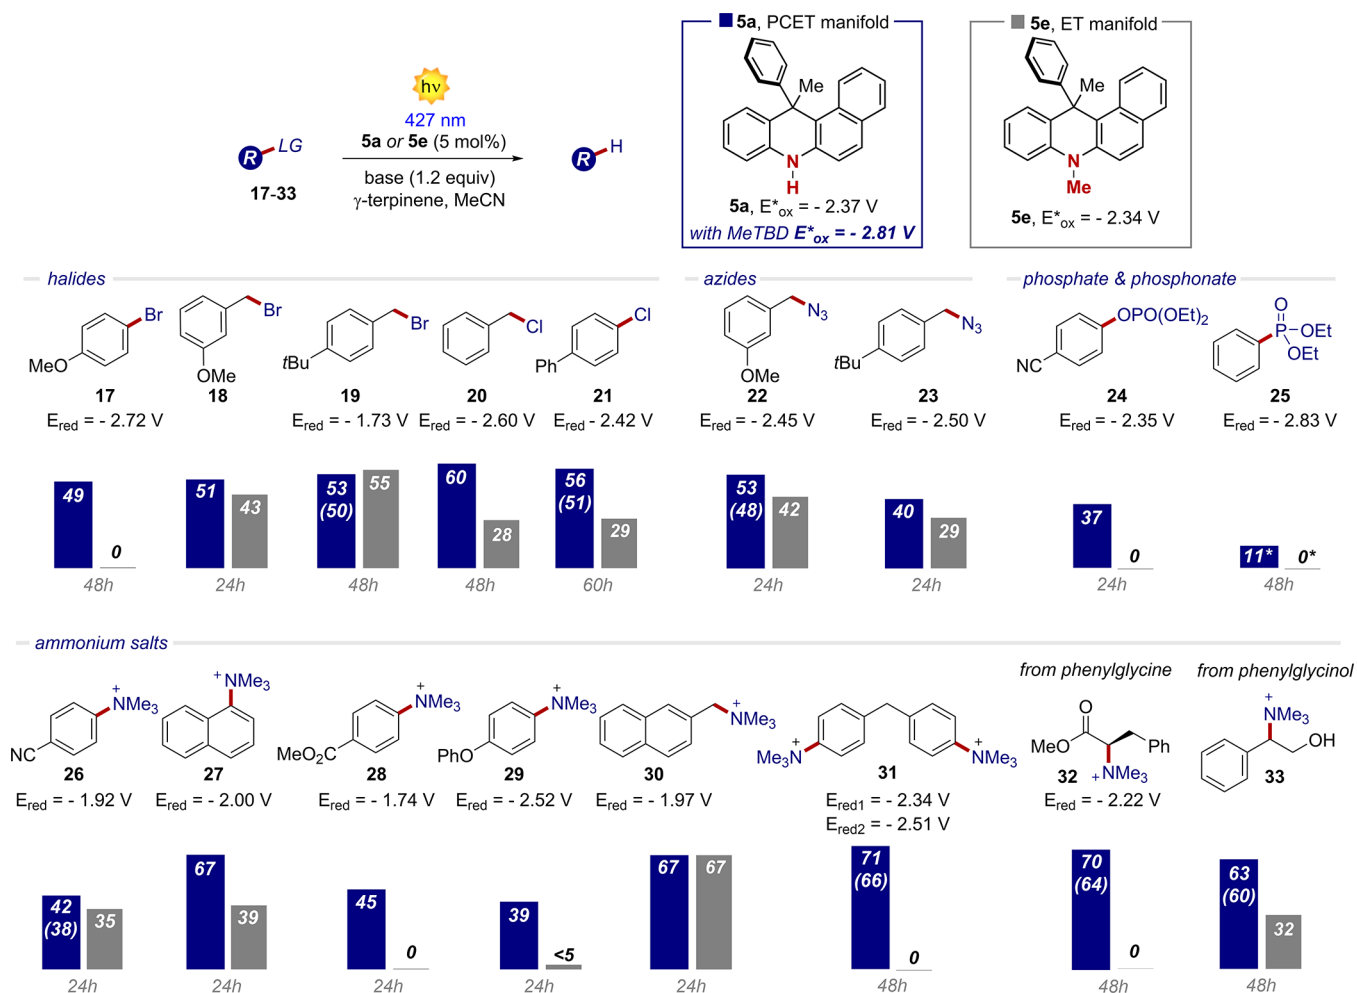 5a, PCET manifold
5e, ET manifold
hν
427 nm
R LG
5a or 5e (5 mol%)
base (1.2 equiv)
γ-terpinene, MeCN
R H
17-33
Me
N
H
5a, E*ox = - 2.37 V
with MeTBD E*ox = - 2.81 V
Me
N
Me
5e, E*ox = - 2.34 V
halides
azides
phosphate & phosphonate
Br
MeO
17
Ered = - 2.72 V
Br
OMe
18
Br
tBu
19
Ered = - 1.73 V
Cl
20
Ered = - 2.60 V
Cl
Ph
21
Ered - 2.42 V
N3
OMe
22
Ered = - 2.45 V
N3
tBu
23
Ered = - 2.50 V
OPO(OEt)2
CN
24
Ered = - 2.35 V
O
P OEt
OEt
25
Ered = - 2.83 V
49 0
48h
51 43
24h
53 (50) 55
48h
60 28
48h
56 (51) 29
60h
53 (48) 42
24h
40 29
24h
37 0
24h
11* 0*
48h
ammonium salts
+
NMe3
NC
26
Ered = - 1.92 V
+
NMe3
27
Ered = - 2.00 V
+
NMe3
MeO2C
28
Ered = - 1.74 V
+
NMe3
PhO
29
Ered = - 2.52 V
+
NMe3
30
Ered = - 1.97 V
+
NMe3
+
NMe3
31
Ered1 = - 2.34 V
Ered2 = - 2.51 V
from phenylglycine
O
MeO
Ph
+NMe3
32
Ered = - 2.22 V
from phenylglycinol
+
NMe3
OH
33
42 (38) 35
24h
67 39
24h
45 0
24h
39 <5
24h
67 67
24h
71 (66) 0
48h
70 (64) 0
48h
63 (60) 32
48h